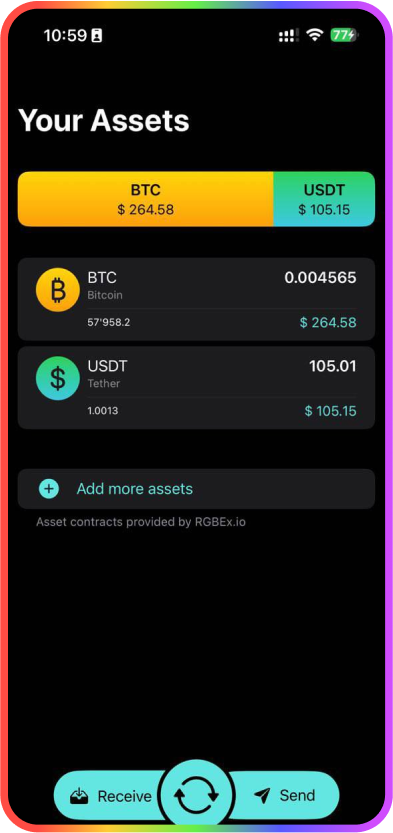 10:59
77
Your Assets
BTC USDT
$ 264.58 $ 105.15
BTC 0.004565
Bitcoin
57'958.2 $ 264.58
USDT 105.01
Tether
1.0013 $ 105.15
Add more assets
Asset contracts provided by RGBEx.io
Receive Send